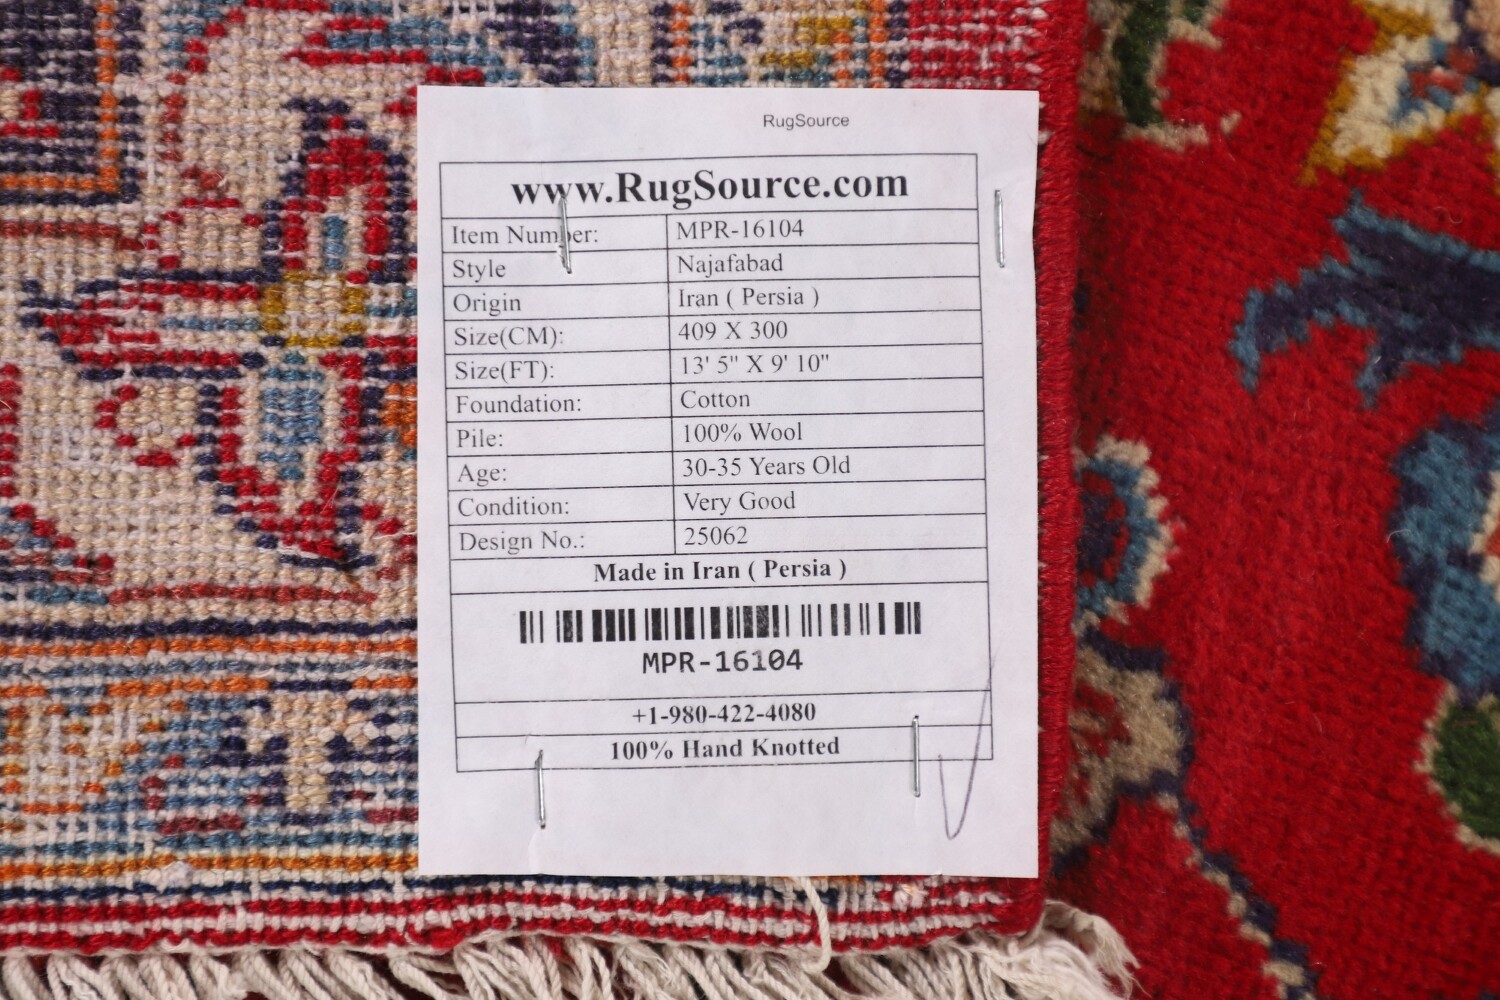 RugSource
www.RugSource.com
Item Number: MPR-16104
Style Najafabad
Origin Iran ( Persia )
Size(CM): 409 X 300
Size(FT): 13' 5" X 9' 10"
Foundation: Cotton
Pile: 100% Wool
Age: 30-35 Years Old
Condition: Very Good
Design No.: 25062
Made in Iran ( Persia )
MPR-16104
+1-980-422-4080
100% Hand Knotted